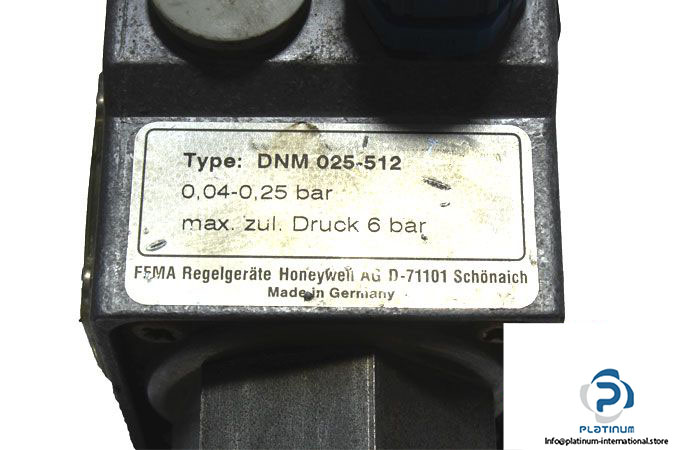 Type: DNM 025-512
0,04-0,25 bar
max. zul. Druck 6 bar
FEMA Regelgeräte Honeywell AG D-71101 Schönaich
Made in Germany
PLATINUM
Info@platinum-international.store